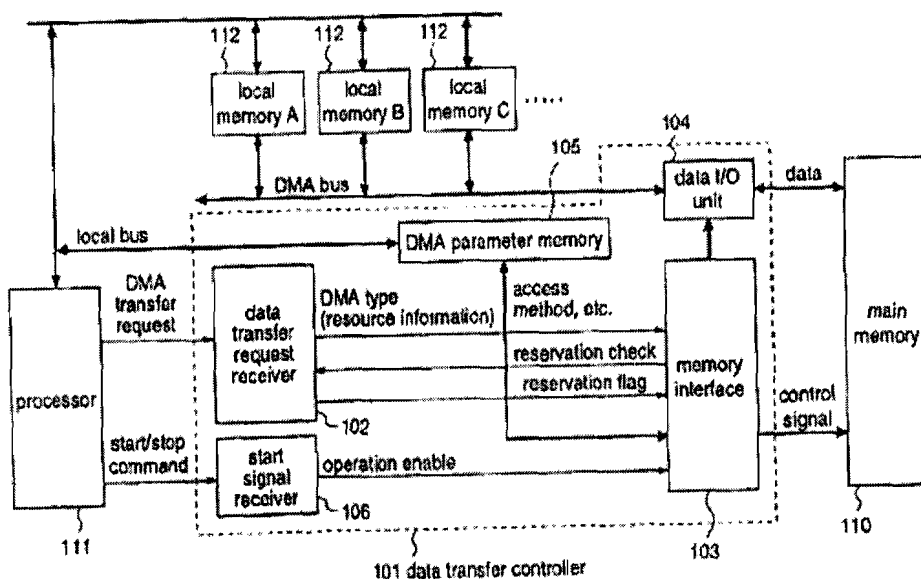 112
112
112
local
memory A
local
memory B
local
memory C
.....
105
104
DMA bus
data I/O
unit
data
local bus
DMA parameter memory
DMA
transfer
request
data
transfer
request
receiver
DMA type
(resource information)
access
method, etc.
reservation check
reservation flag
memory
interface
main
memory
processor
102
control
signal
start/stop
command
start
signal
receiver
operation enable
106
111
103
110
101 data transfer controller